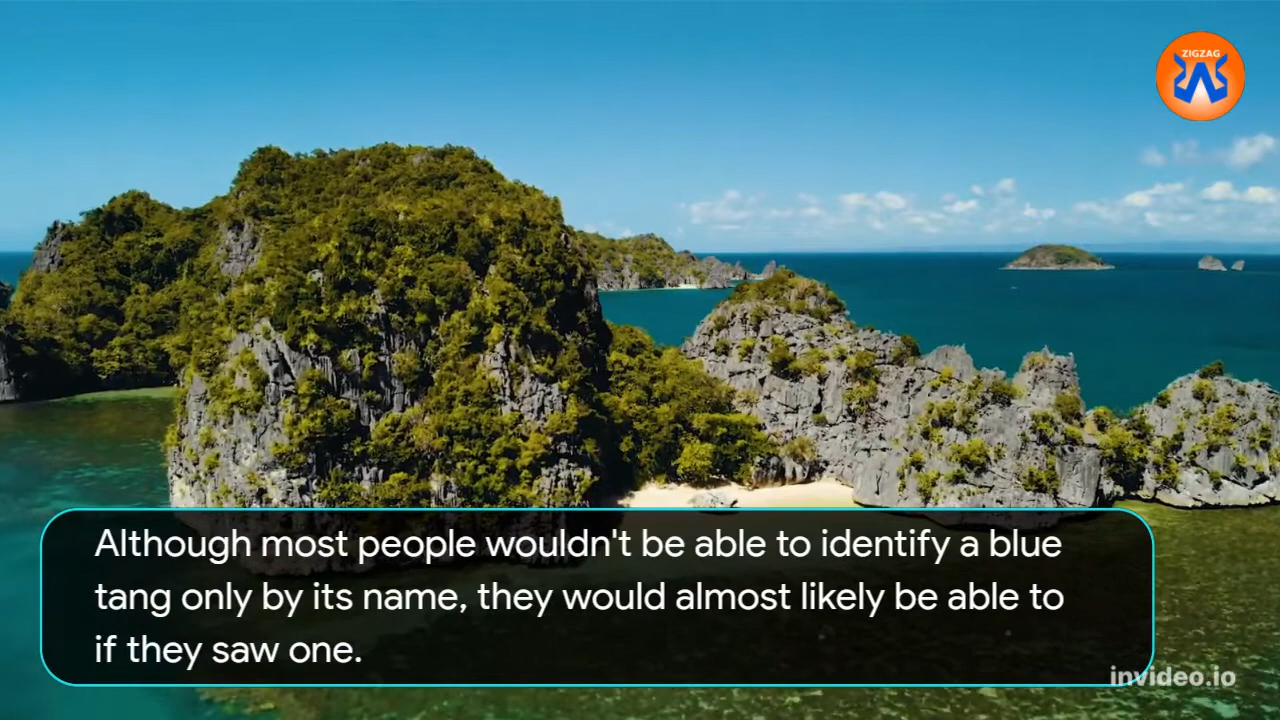 ZIGZAG
Although most people wouldn't be able to identify a blue
tang only by its name, they would almost likely be able to
if they saw one.
invideo.io